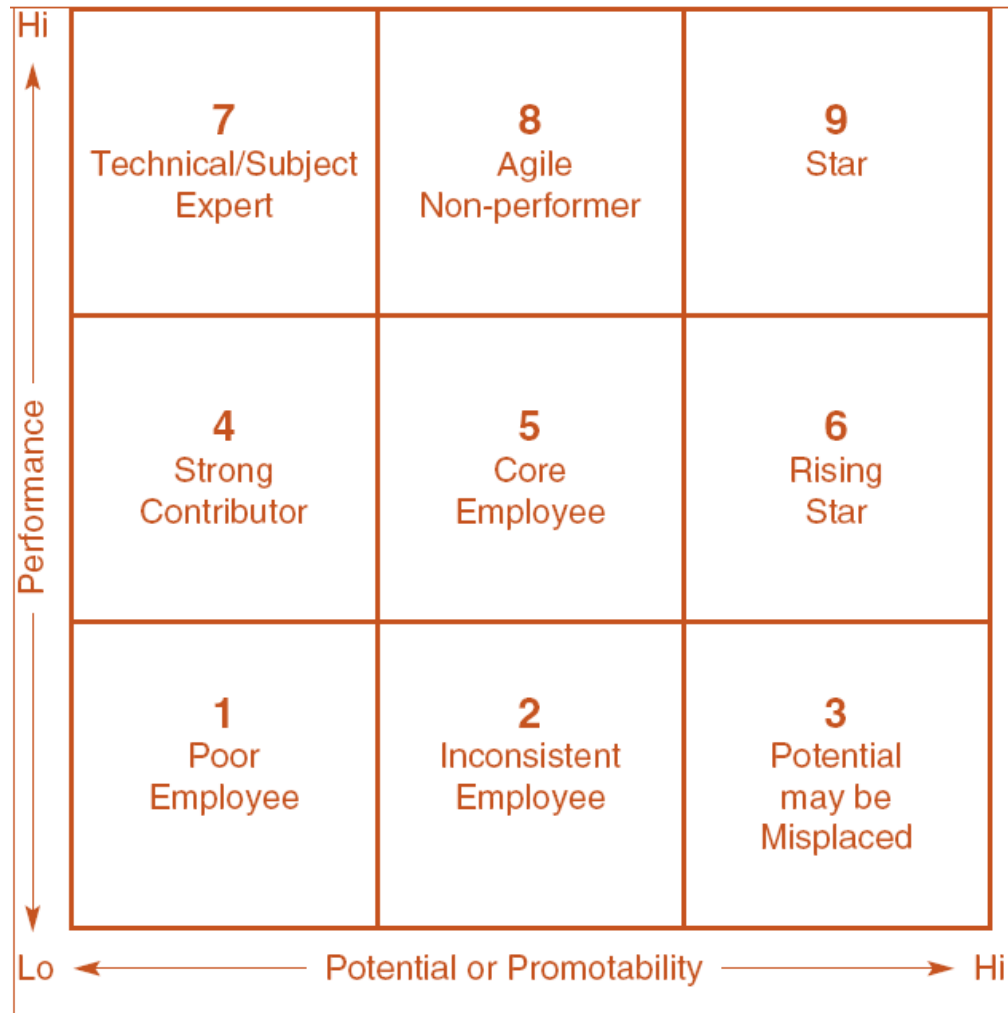 Hi
7
Technical/Subject
Expert
8
Agile
Non-performer
9
Star
Performance
4
Strong
Contributor
5
Core
Employee
6
Rising
Star
1
Poor
Employee
2
Inconsistent
Employee
3
Potential
may be
Misplaced
Lo
Potential or Promotability
Hi